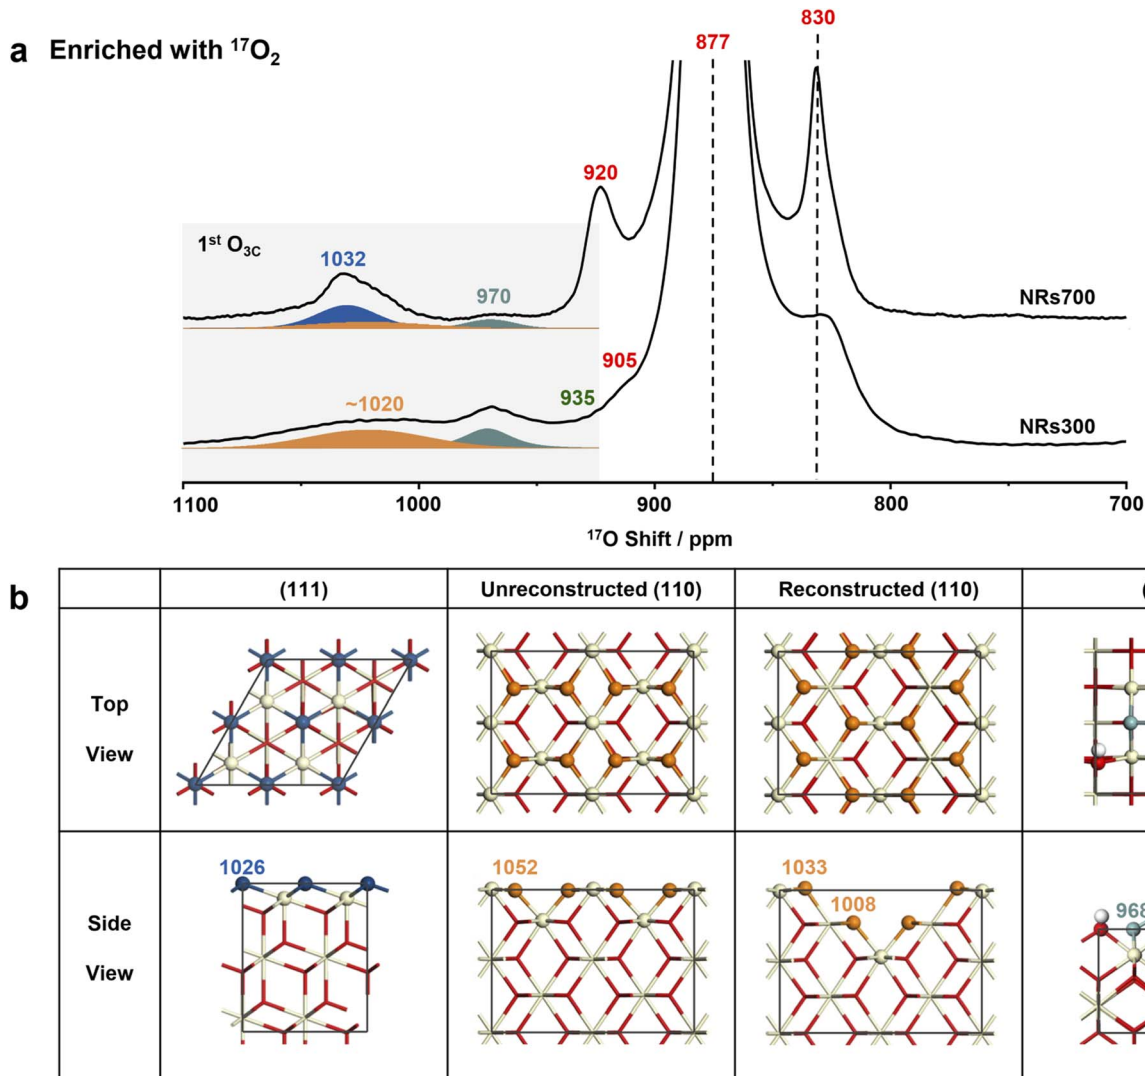 a Enriched with ¹⁷O₂
830
877
920
1ˢᵗ O₃C
1032
970
NRs700
905
935
~1020
NRs300
1100 1000 900 800 700
¹⁷O Shift / ppm
b
(111) Unreconstructed (110) Reconstructed (110) (
Top
View
1026 1052 1033
1008
968
Side
View